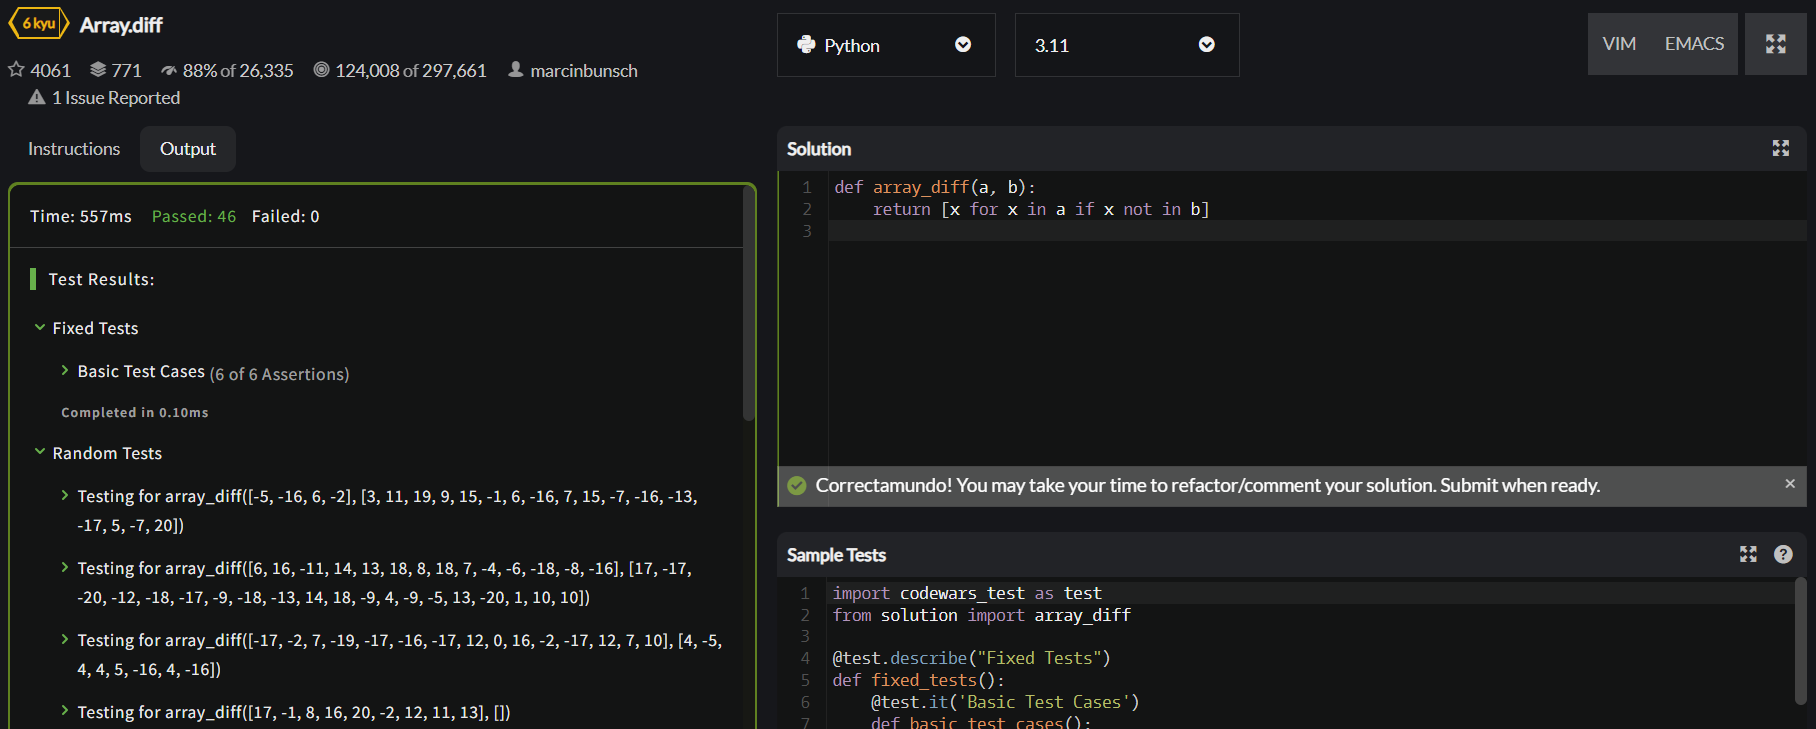 6 kyu Array.diff
4061 771 88% of 26,335 124,008 of 297,661 marcinbunsch
1 Issue Reported
Python 3.11 VIM EMACS
Instructions Output
Time: 557ms Passed: 46 Failed: 0
Test Results:
Fixed Tests
Basic Test Cases (6 of 6 Assertions)
Completed in 0.10ms
Random Tests
Testing for array_diff([-5, -16, 6, -2], [3, 11, 19, 9, 15, -1, 6, -16, 7, 15, -7, -16, -13,
-17, 5, -7, 20])
Testing for array_diff([6, 16, -11, 14, 13, 18, 8, 18, 7, -4, -6, -18, -8, -16], [17, -17,
-20, -12, -18, -17, -9, -18, -13, 14, 18, -9, 4, -9, -5, 13, -20, 1, 10, 10])
Testing for array_diff([-17, -2, 7, -19, -17, -16, -17, 12, 0, 16, -2, -17, 12, 7, 10], [4, -5,
4, 4, 5, -16, 4, -16])
Testing for array_diff([17, -1, 8, 16, 20, -2, 12, 11, 13], [])
Solution
1 def array_diff(a, b):
2     return [x for x in a if x not in b]
3
Correctamundo! You may take your time to refactor/comment your solution. Submit when ready. ×
Sample Tests ?
1 import codewars_test as test
2 from solution import array_diff
3
4 @test.describe("Fixed Tests")
5 def fixed_tests():
6     @test.it('Basic Test Cases')
7     def basic_test_cases():